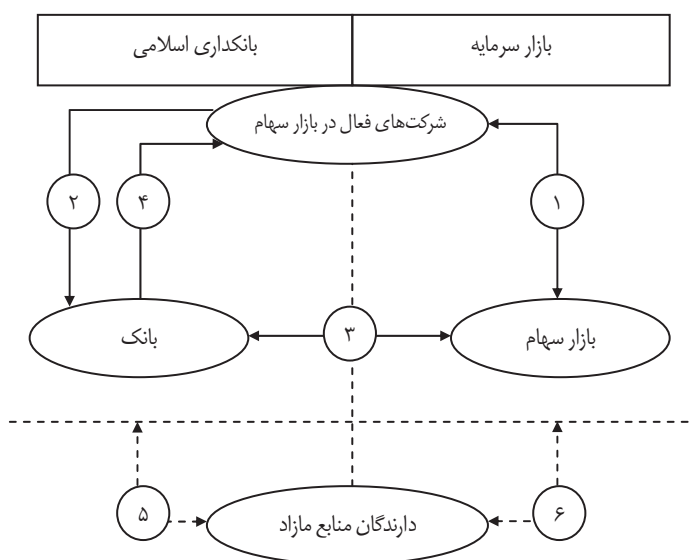 بازار سرمایه
بانکداری اسلامی
شرکت‌های فعال در بازار سهام
۱
۴
۲
۳
بازار سهام
بانک
۶
۵
دارندگان منابع مازاد